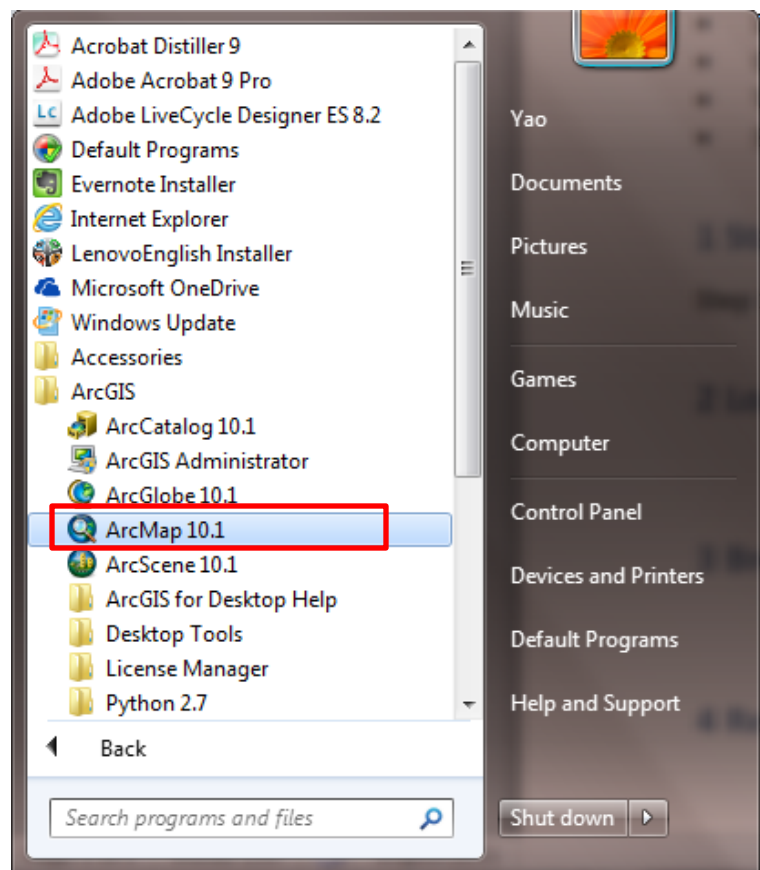 Acrobat Distiller 9
Adobe Acrobat 9 Pro
Lc Adobe LiveCycle Designer ES 8.2
Default Programs
Evernote Installer
Internet Explorer
LenovoEnglish Installer
Microsoft OneDrive
Windows Update
Accessories
ArcGIS
ArcCatalog 10.1
ArcGIS Administrator
ArcGlobe 10.1
ArcMap 10.1
ArcScene 10.1
ArcGIS for Desktop Help
Desktop Tools
License Manager
Python 2.7
Back
Search programs and files
Yao
Documents
Pictures
Music
Games
Computer
Control Panel
Devices and Printers
Default Programs
Help and Support
Shut down